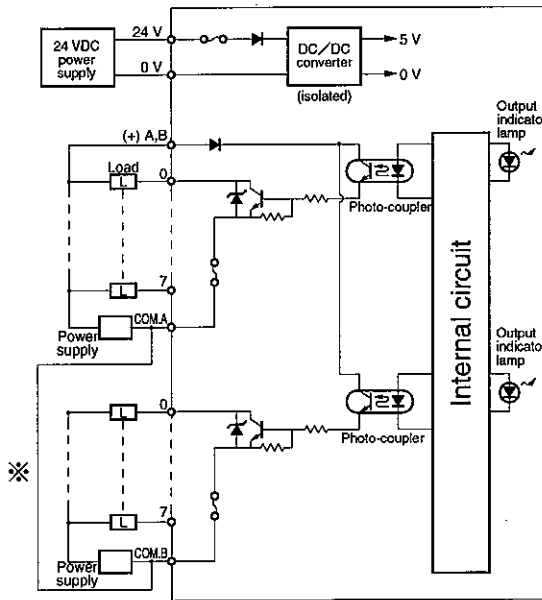 24 VDC
power
supply
24 V
0 V
DC/DC
converter
(isolated)
5 V
0 V
Output
indicator
lamp
(+) A,B
Load
L
0
Photo-coupler
Internal circuit
L
7
Power
supply
COM.A
Output
indicator
lamp
※
L
0
Photo-coupler
L
7
Power
supply
COM.B